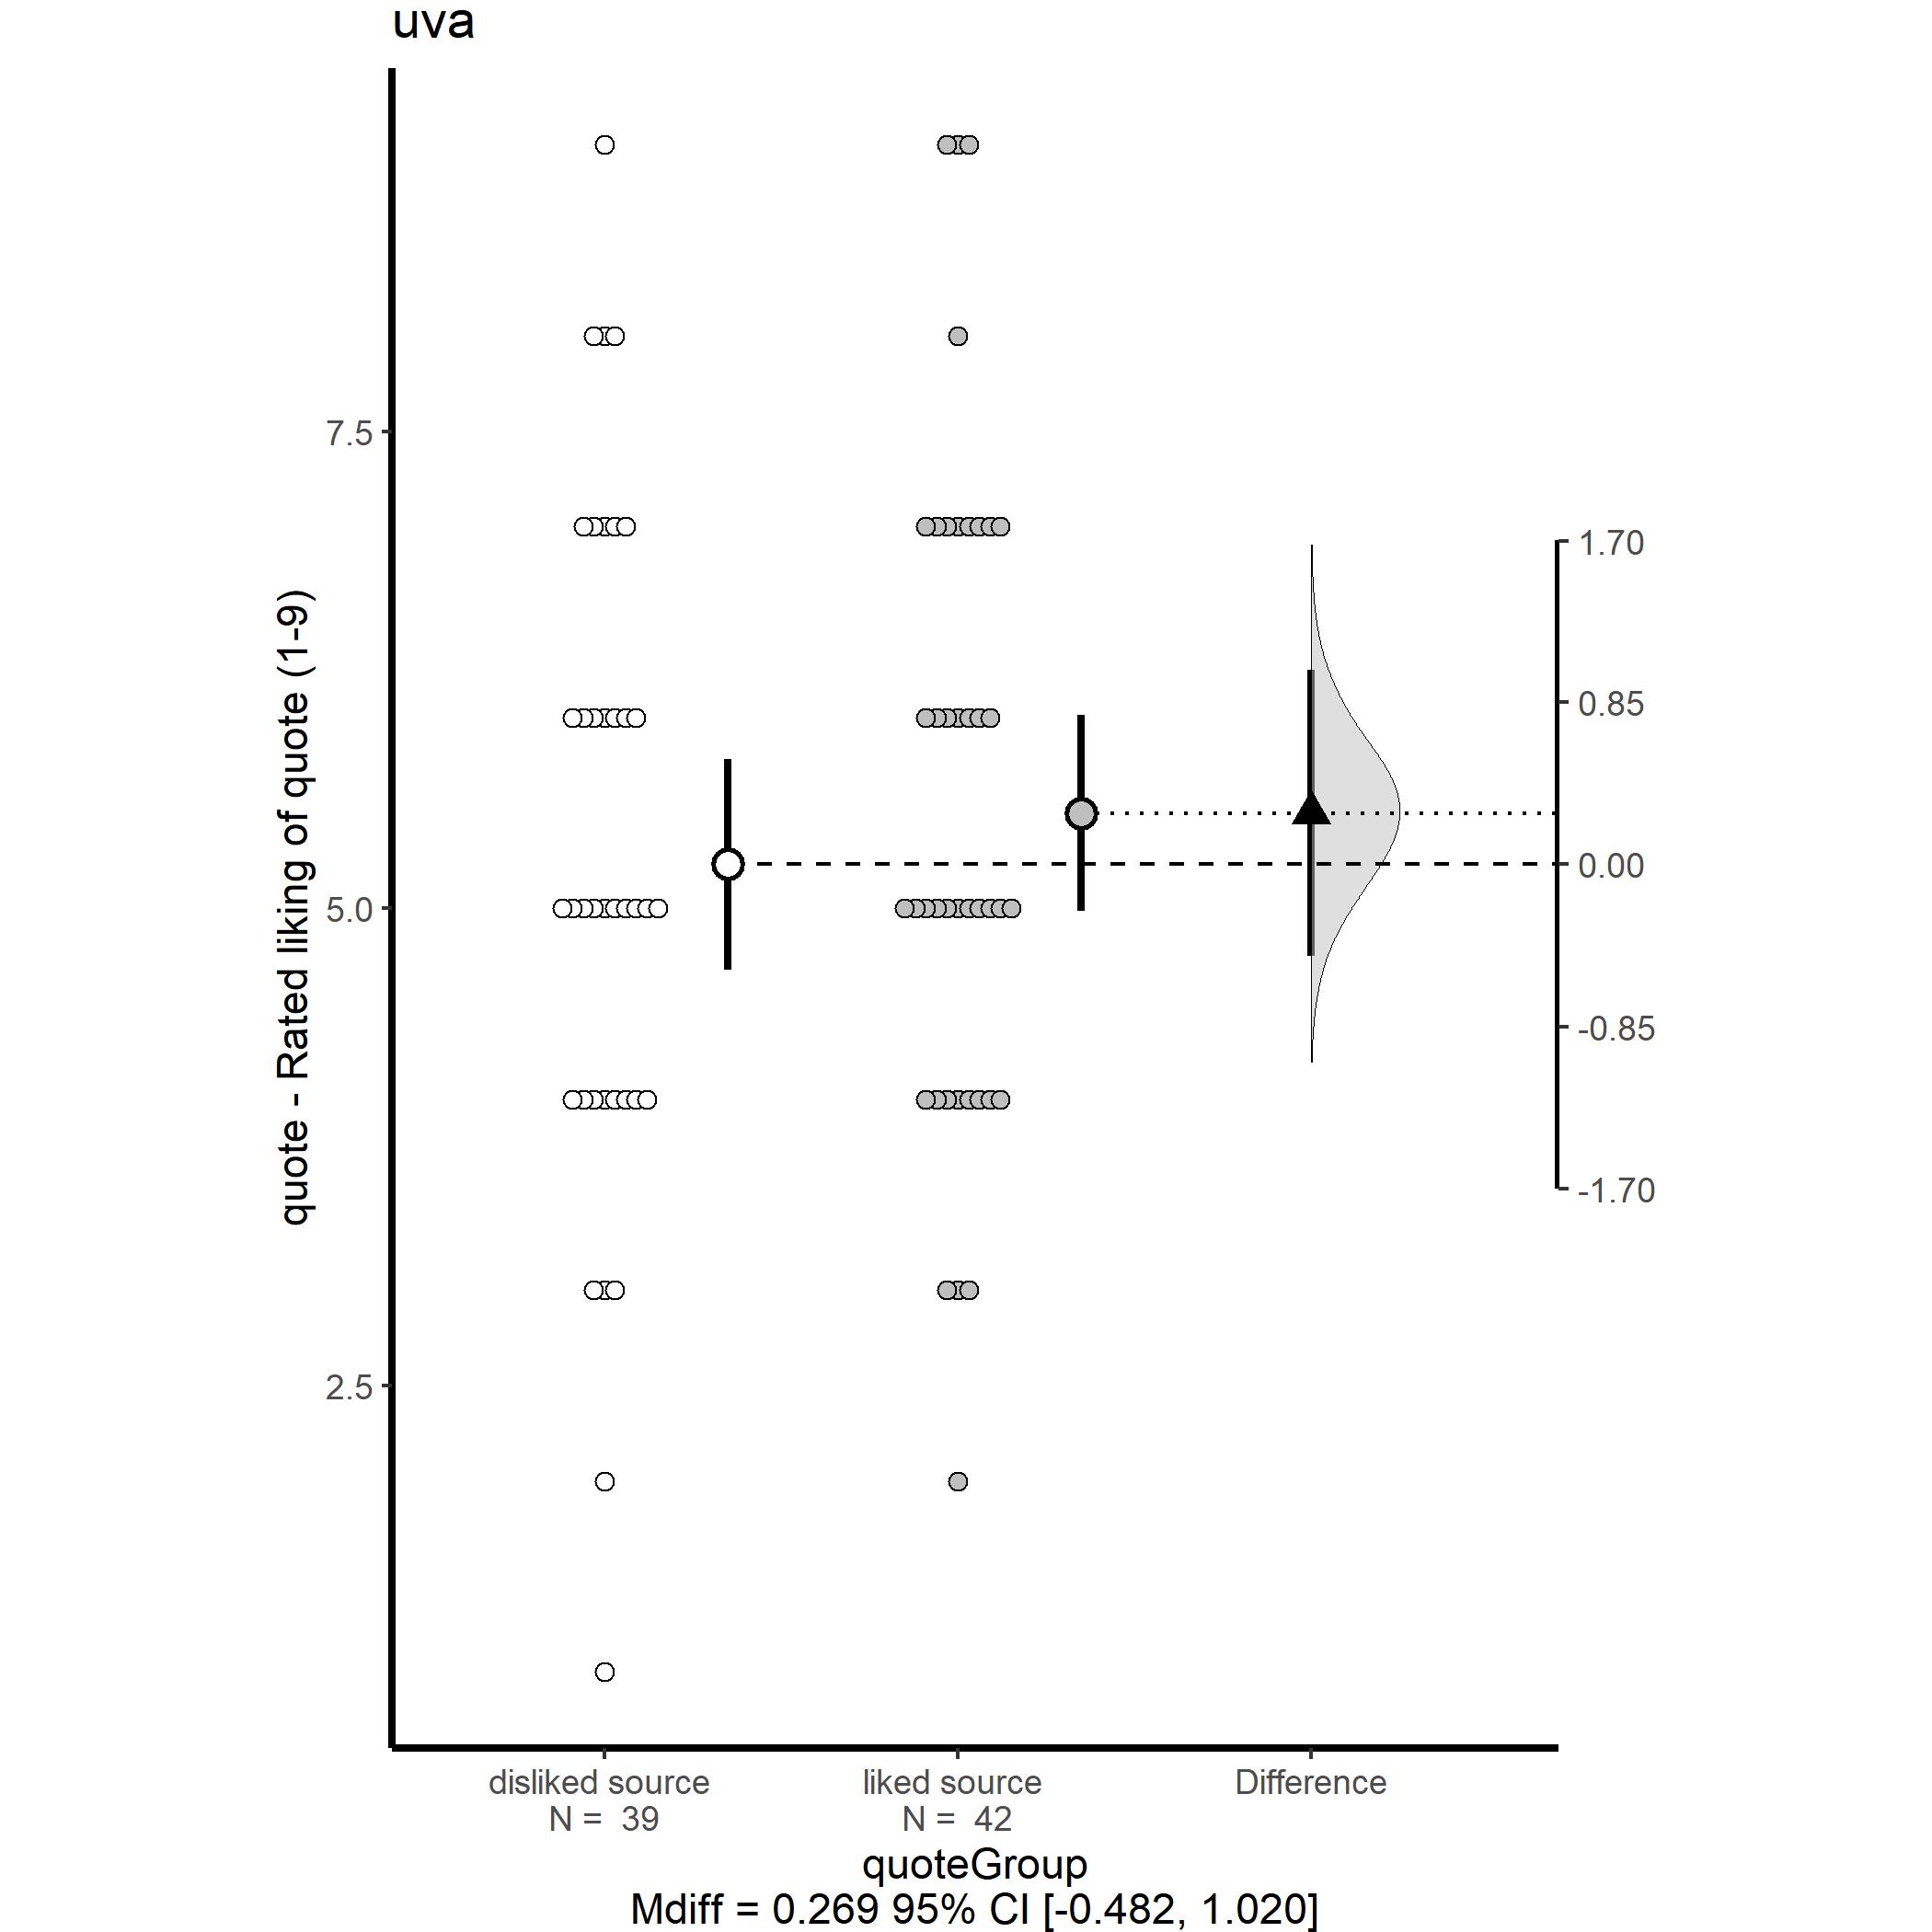 uva
quote - Rated liking of quote (1-9)
7.5
5.0
2.5
1.70
0.85
0.00
-0.85
-1.70
disliked source
N =  39
liked source
N =  42
Difference
quoteGroup
Mdiff = 0.269 95% CI [-0.482, 1.020]